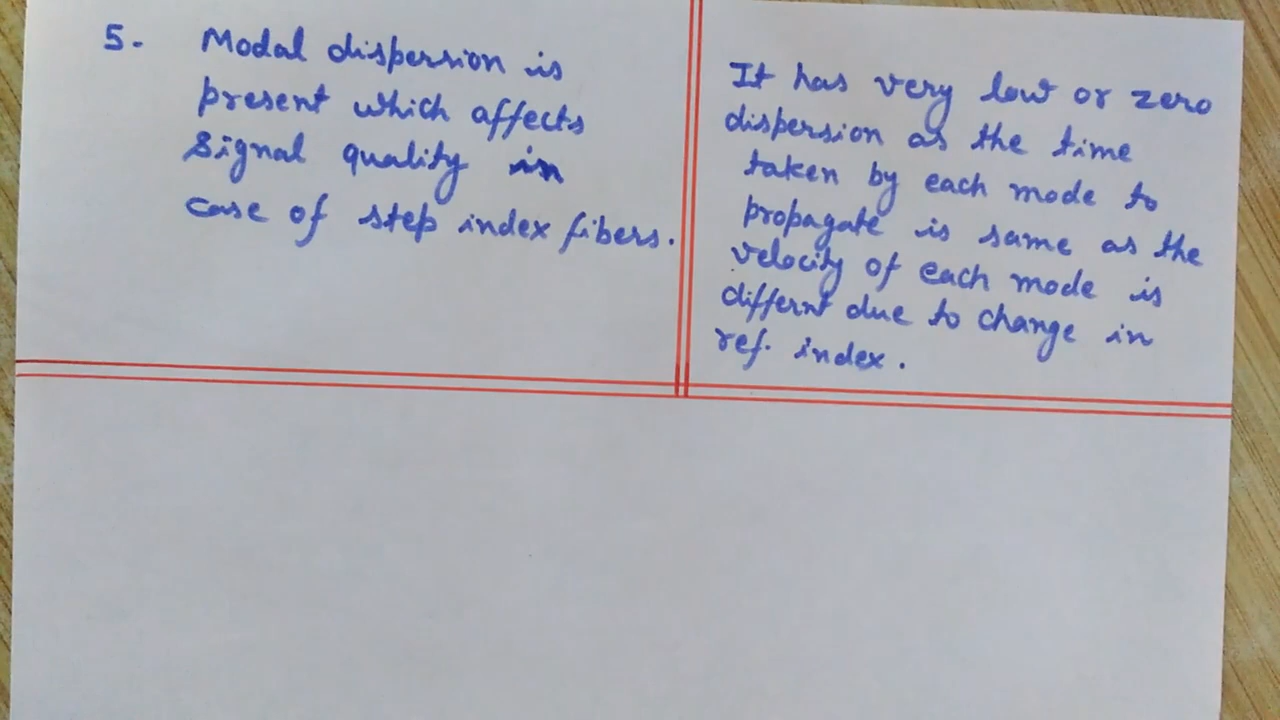 5. Modal dispersion is
present which affects
Signal quality in
case of step index fibers.
It has very low or zero
dispersion as the time
taken by each mode to
propagate is same as the
velocity of each mode is
differnt due to change in
ref. index.